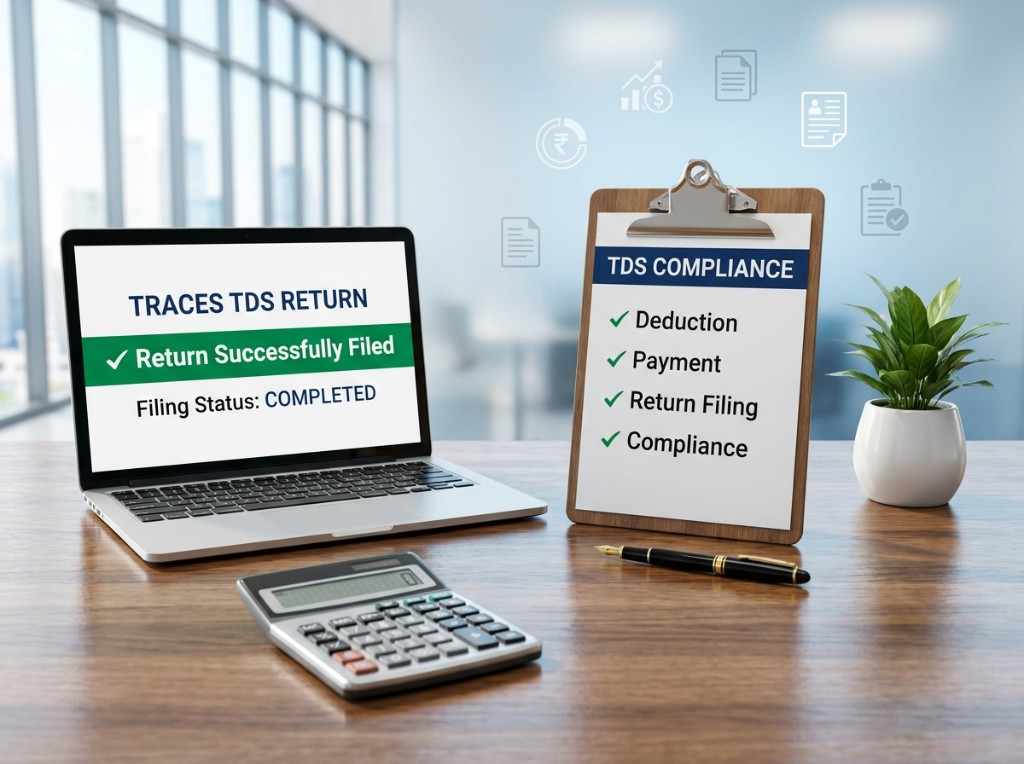 TRACES TDS RETURN
✓ Return Successfully Filed
Filing Status: COMPLETED
TDS COMPLIANCE
✓ Deduction
✓ Payment
✓ Return Filing
✓ Compliance